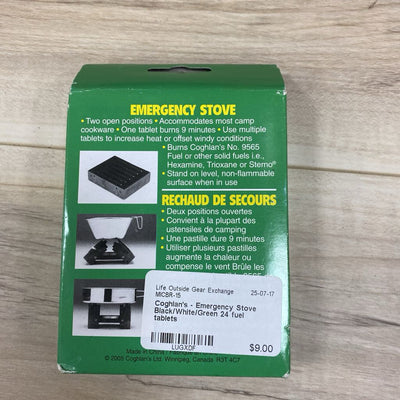 EMERGENCY STOVE
• Two open positions • Accommodates most camp
cookware • One tablet burns 9 minutes • Use multiple
tablets to increase heat or offset windy conditions
• Burns Coghlan's No. 9565
Fuel or other solid fuels i.e.,
Hexamine, Trioxane or Sterno®
• Stand on level, non-flammable
surface when in use
RECHAUD DE SECOURS
• Deux positions ouvertes
• Convient à la plupart des
ustensiles de camping
• Une pastille dure 9 minutes
• Utiliser plusieurs pastilles
augmente la chaleur ou
compense le vent Brûle les
Life Outside Gear Exchange 25-07-17
MICBR-15
Coghlan's - Emergency Stove
Black/White/Green 24 fuel
tablets
LUGXDF
$9.00
Made in China
© 2005 Coghlan's Ltd. Winnipeg, Canada R3T 4C7